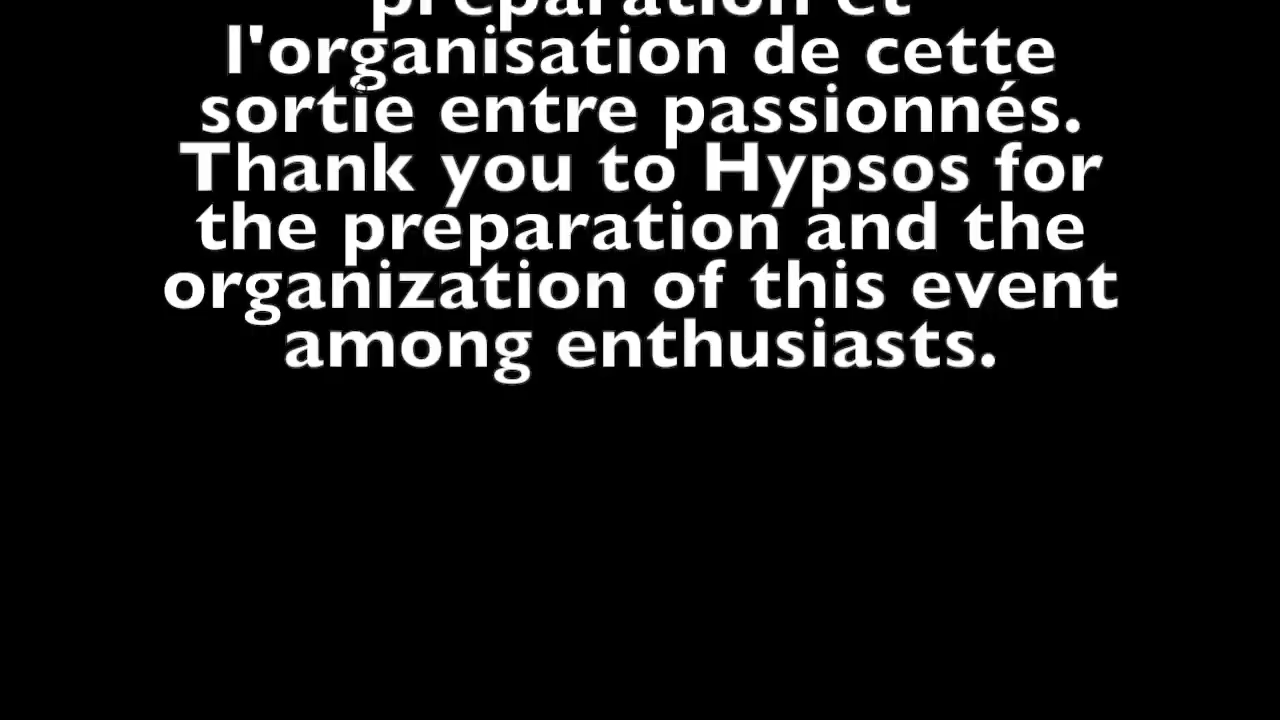 préparation et
l'organisation de cette
sortie entre passionnés.
Thank you to Hypsos for
the preparation and the
organization of this event
among enthusiasts.